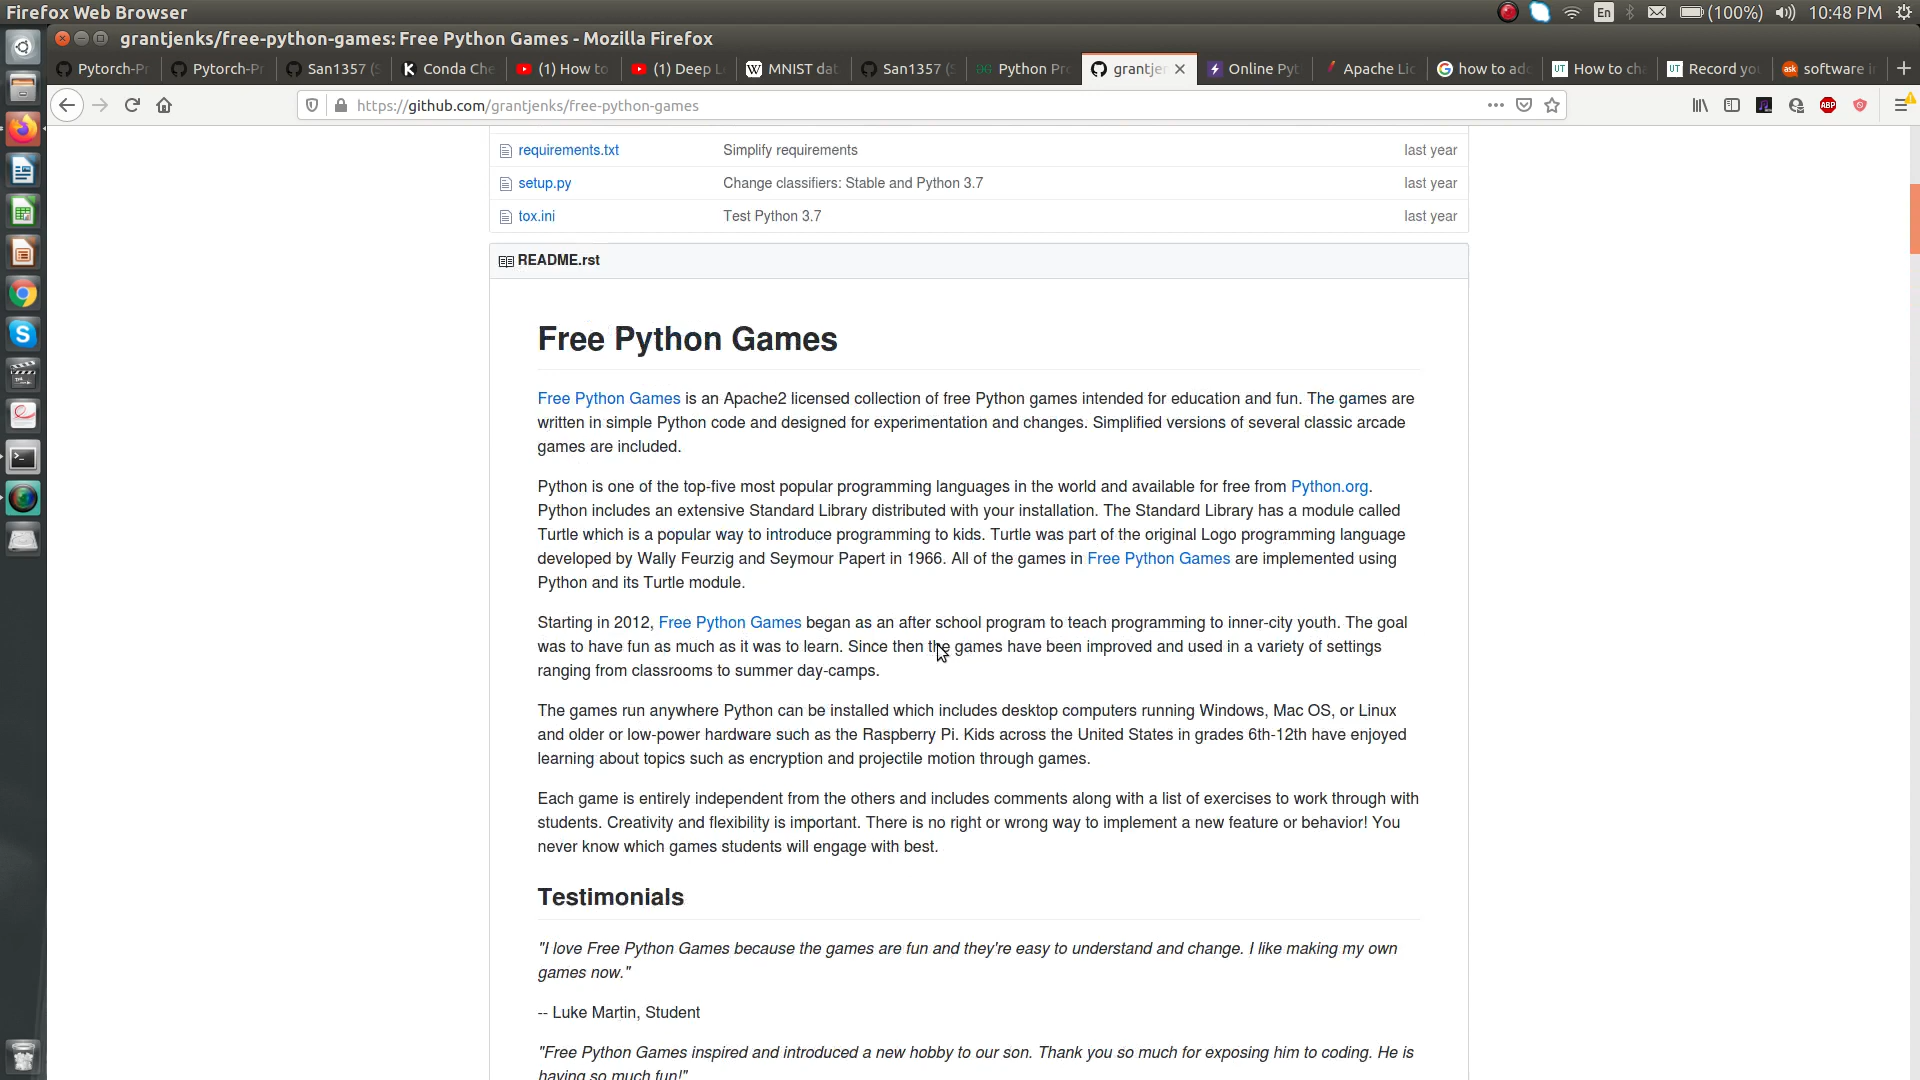 Firefox Web Browser
En
(100%)
10:48 PM
grantjenks/free-python-games: Free Python Games - Mozilla Firefox
Pytorch-Pr
Pytorch-Pr
San1357 (S
Conda Che
(1) How to
(1) Deep L
MNIST dat
San1357 (S
Python Pro
grantjen
Online Pyt
Apache Lic
how to add
UT
How to cha
UT
Record you
ask
software in
https://github.com/grantjenks/free-python-games
ABP
requirements.txt
Simplify requirements
last year
setup.py
Change classifiers: Stable and Python 3.7
last year
tox.ini
Test Python 3.7
last year
README.rst
Free Python Games
Free Python Games is an Apache2 licensed collection of free Python games intended for education and fun. The games are
written in simple Python code and designed for experimentation and changes. Simplified versions of several classic arcade
games are included.
Python is one of the top-five most popular programming languages in the world and available for free from Python.org.
Python includes an extensive Standard Library distributed with your installation. The Standard Library has a module called
Turtle which is a popular way to introduce programming to kids. Turtle was part of the original Logo programming language
developed by Wally Feurzig and Seymour Papert in 1966. All of the games in Free Python Games are implemented using
Python and its Turtle module.
Starting in 2012, Free Python Games began as an after school program to teach programming to inner-city youth. The goal
was to have fun as much as it was to learn. Since then the games have been improved and used in a variety of settings
ranging from classrooms to summer day-camps.
The games run anywhere Python can be installed which includes desktop computers running Windows, Mac OS, or Linux
and older or low-power hardware such as the Raspberry Pi. Kids across the United States in grades 6th-12th have enjoyed
learning about topics such as encryption and projectile motion through games.
Each game is entirely independent from the others and includes comments along with a list of exercises to work through with
students. Creativity and flexibility is important. There is no right or wrong way to implement a new feature or behavior! You
never know which games students will engage with best.
Testimonials
"I love Free Python Games because the games are fun and they're easy to understand and change. I like making my own
games now."
-- Luke Martin, Student
"Free Python Games inspired and introduced a new hobby to our son. Thank you so much for exposing him to coding. He is
having so much fun!"